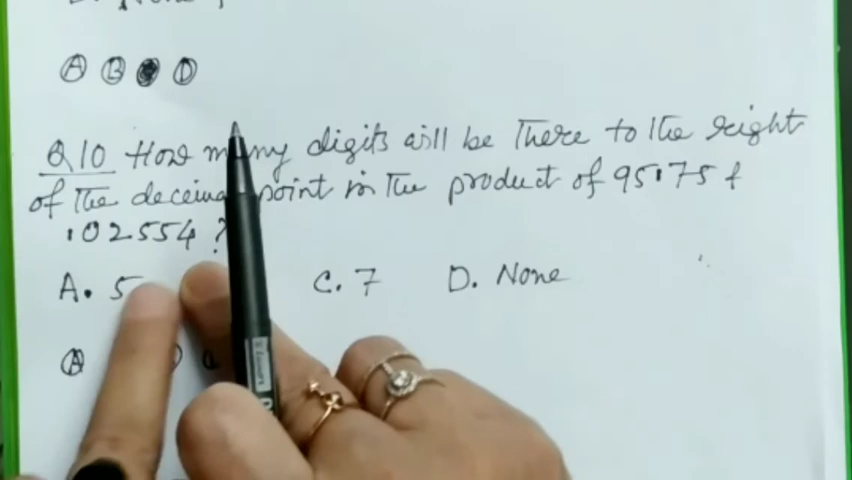 Ⓐ Ⓑ Ⓓ
Q 10 How many digits will be there to the right
of the decimal point in the product of 95.75 &
.02554 ?
A. 5 C. 7 D. None
Ⓐ